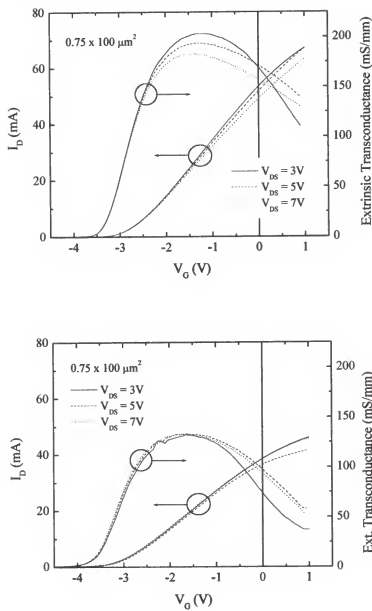 0.75 x 100 μm²
80
60
40
20
0
I_D (mA)
200
150
100
50
0
Extrinsic Transconductance (mS/mm)
V_DS = 3V
V_DS = 5V
V_DS = 7V
-4 -3 -2 -1 0 1
V_G (V)
0.75 x 100 μm²
V_DS = 3V
V_DS = 5V
V_DS = 7V
80
60
40
20
0
I_D (mA)
200
150
100
50
0
Ext. Transconductance (mS/mm)
-4 -3 -2 -1 0 1
V_G (V)